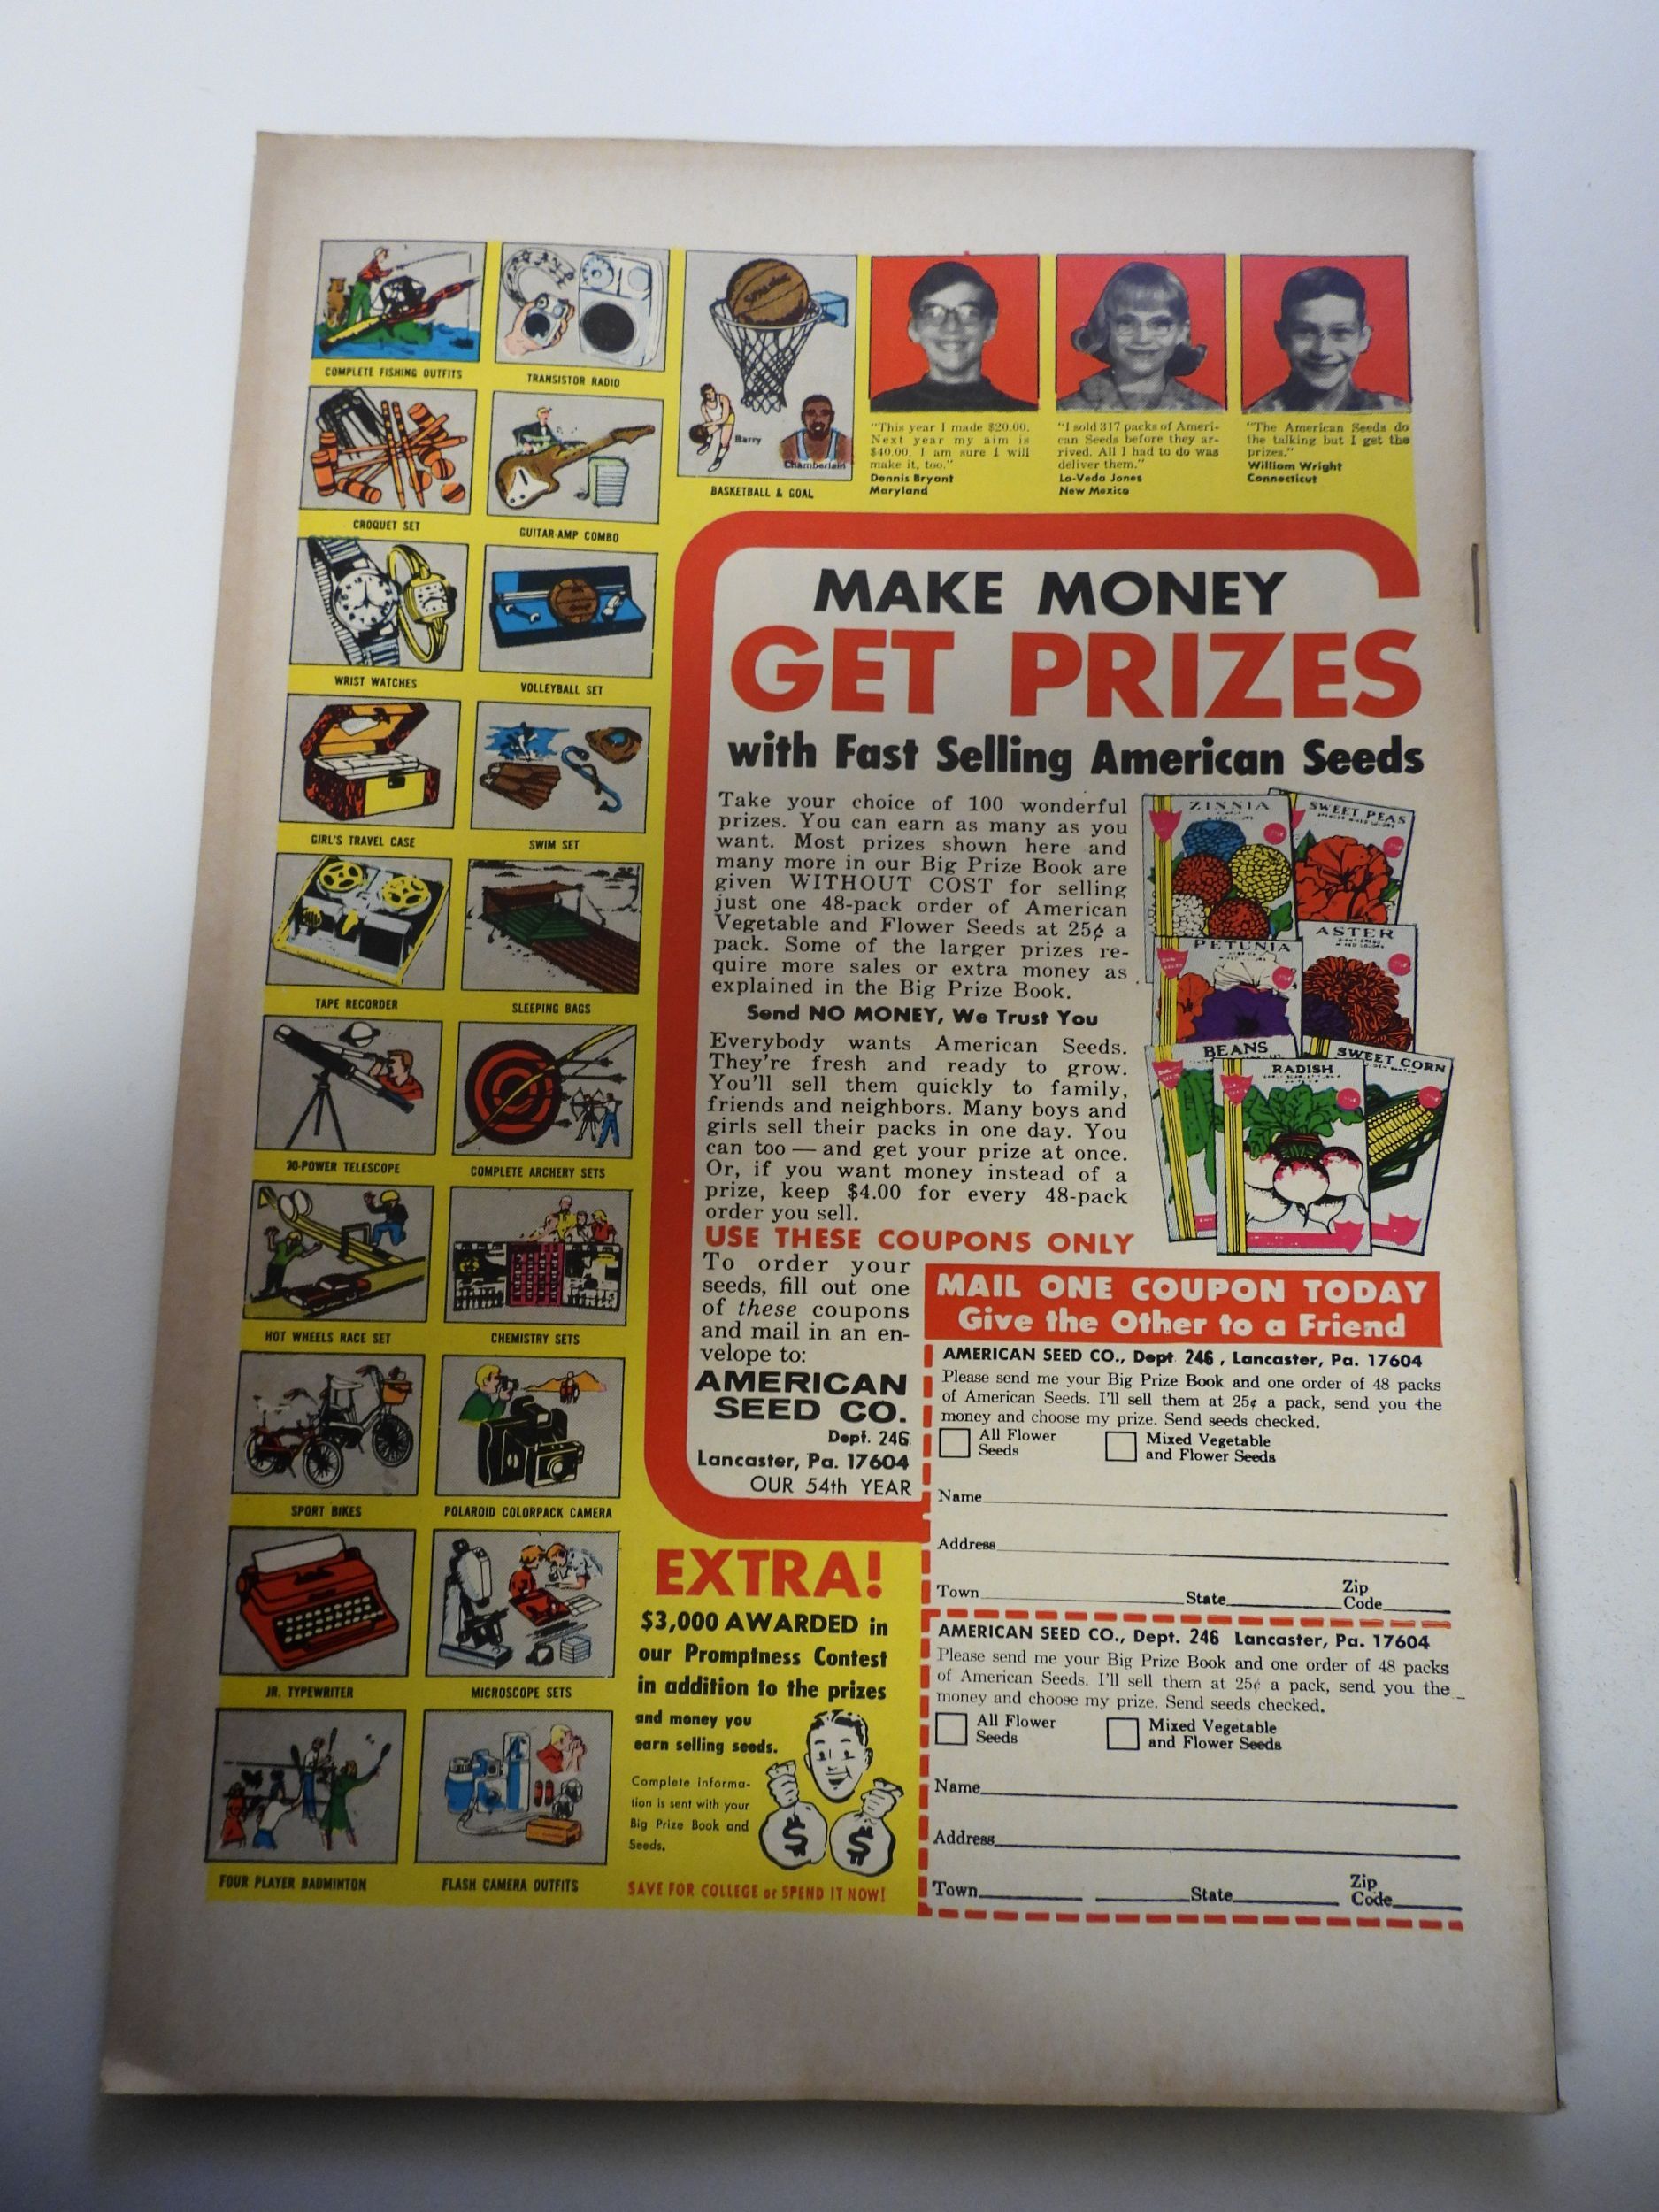 COMPLETE FISHING OUTFITS
TRANSISTOR RADIO
Barry
Chamberlain
BASKETBALL & GOAL
CROQUET SET
GUITAR-AMP COMBO
WRIST WATCHES
VOLLEYBALL SET
GIRL'S TRAVEL CASE
SWIM SET
TAPE RECORDER
SLEEPING BAGS
30-POWER TELESCOPE
COMPLETE ARCHERY SETS
HOT WHEELS RACE SET
CHEMISTRY SETS
SPORT BIKES
POLAROID COLORPACK CAMERA
JR. TYPEWRITER
MICROSCOPE SETS
FOUR PLAYER BADMINTON
FLASH CAMERA OUTFITS
"This year I made $20.00.
Next year my aim is
$40.00. I am sure I will
make it, too."
Dennis Bryant
Maryland
"I sold 317 packs of Ameri-
can Seeds before they ar-
rived. All I had to do was
deliver them."
La-Veda Jones
New Mexico
"The American Seeds do
the talking but I get the
prizes."
William Wright
Connecticut
MAKE MONEY
GET PRIZES
with Fast Selling American Seeds
Take your choice of 100 wonderful
prizes. You can earn as many as you
want. Most prizes shown here and
many more in our Big Prize Book are
given WITHOUT COST for selling
just one 48-pack order of American
Vegetable and Flower Seeds at 25¢ a
pack. Some of the larger prizes re-
quire more sales or extra money as
explained in the Big Prize Book.
Send NO MONEY, We Trust You
Everybody wants American Seeds.
They're fresh and ready to grow.
You'll sell them quickly to family,
friends and neighbors. Many boys and
girls sell their packs in one day. You
can too — and get your prize at once.
Or, if you want money instead of a
prize, keep $4.00 for every 48-pack
order you sell.
ZINNIA
SWEET PEAS
PETUNIA
ASTER
BEANS
RADISH
SWEET CORN
USE THESE COUPONS ONLY
To order your
seeds, fill out one
of these coupons
and mail in an en-
velope to:
AMERICAN
SEED CO.
Dept. 246
Lancaster, Pa. 17604
OUR 54th YEAR
EXTRA!
$3,000 AWARDED in
our Promptness Contest
in addition to the prizes
and money you
earn selling seeds.
Complete informa-
tion is sent with your
Big Prize Book and
Seeds.
$ $
SAVE FOR COLLEGE or SPEND IT NOW!
MAIL ONE COUPON TODAY
Give the Other to a Friend
AMERICAN SEED CO., Dept 246, Lancaster, Pa. 17604
Please send me your Big Prize Book and one order of 48 packs
of American Seeds. I'll sell them at 25¢ a pack, send you the
money and choose my prize. Send seeds checked.
All Flower
Seeds
Mixed Vegetable
and Flower Seeds
Name
Address
Town State Zip
Code
AMERICAN SEED CO., Dept. 246 Lancaster, Pa. 17604
Please send me your Big Prize Book and one order of 48 packs
of American Seeds. I'll sell them at 25¢ a pack, send you the
money and choose my prize. Send seeds checked.
All Flower
Seeds
Mixed Vegetable
and Flower Seeds
Name
Address
Town State Zip
Code